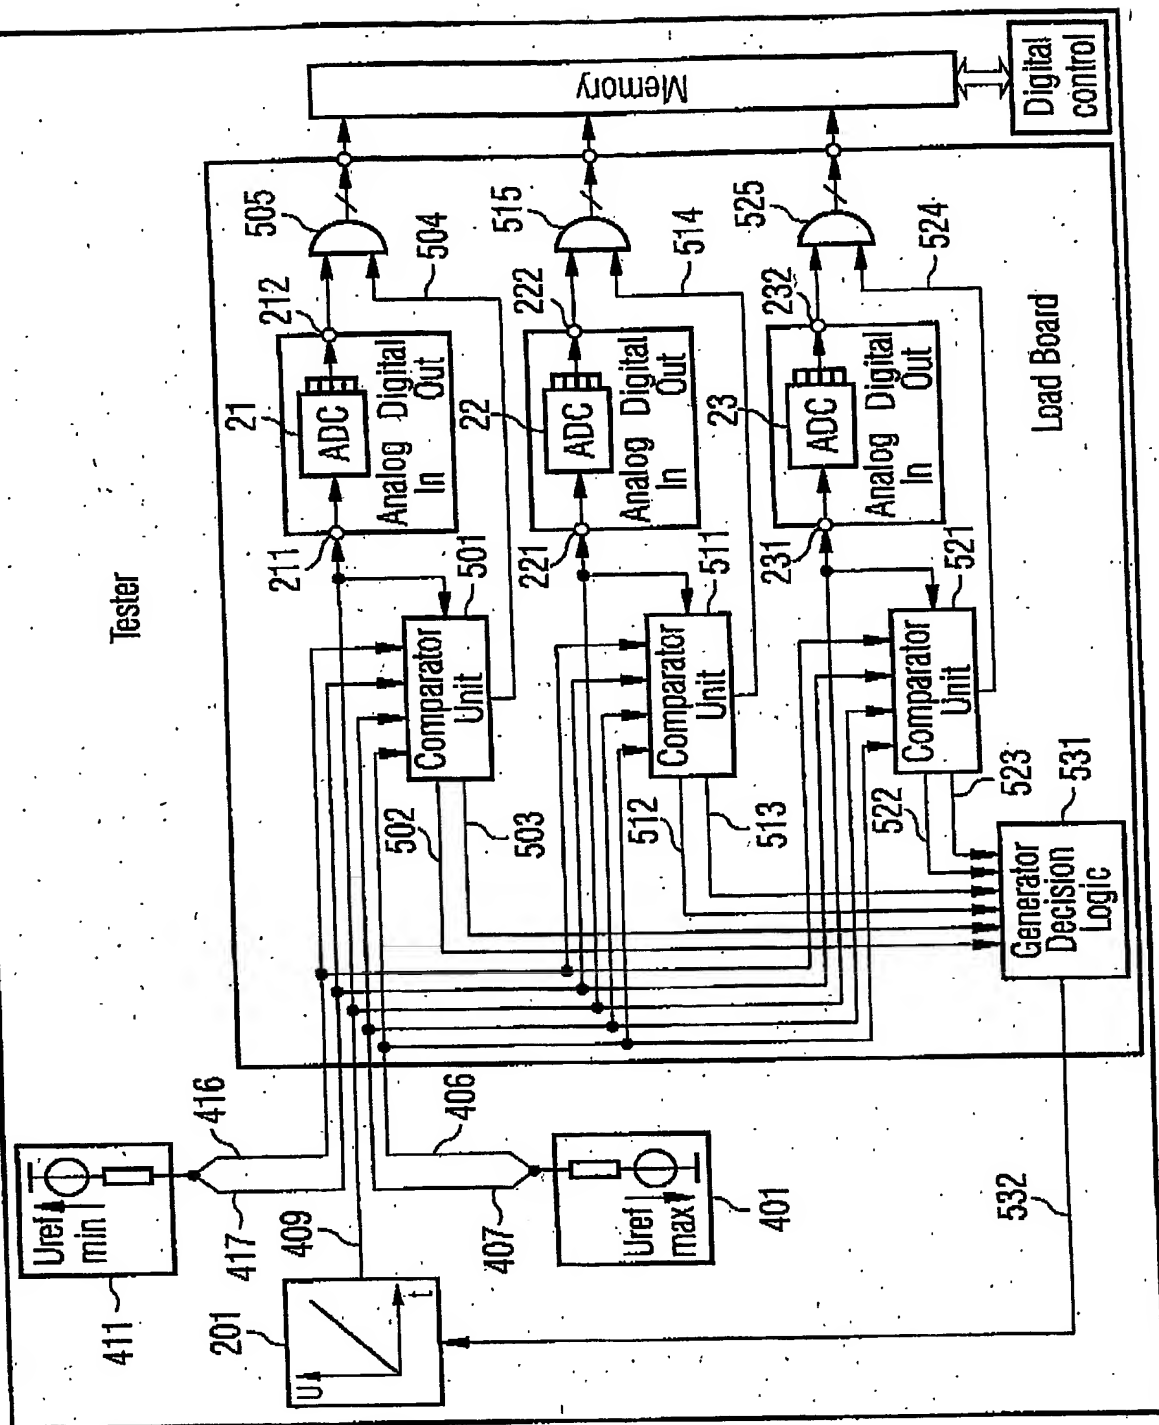 Tester
Memory
Digital
control
505
504
515
514
525
524
212
222
232
21
ADC
Analog
In
Digital
Out
22
ADC
Analog
In
Digital
Out
23
ADC
Analog
In
Digital
Out
Load Board
211
221
231
501
Comparator
Unit
511
Comparator
Unit
521
Comparator
Unit
502
503
512
513
522
523
531
Generator
Decision
Logic
416
417
409
406
407
Uref
min
411
Uref
max
401
201
U
t
532